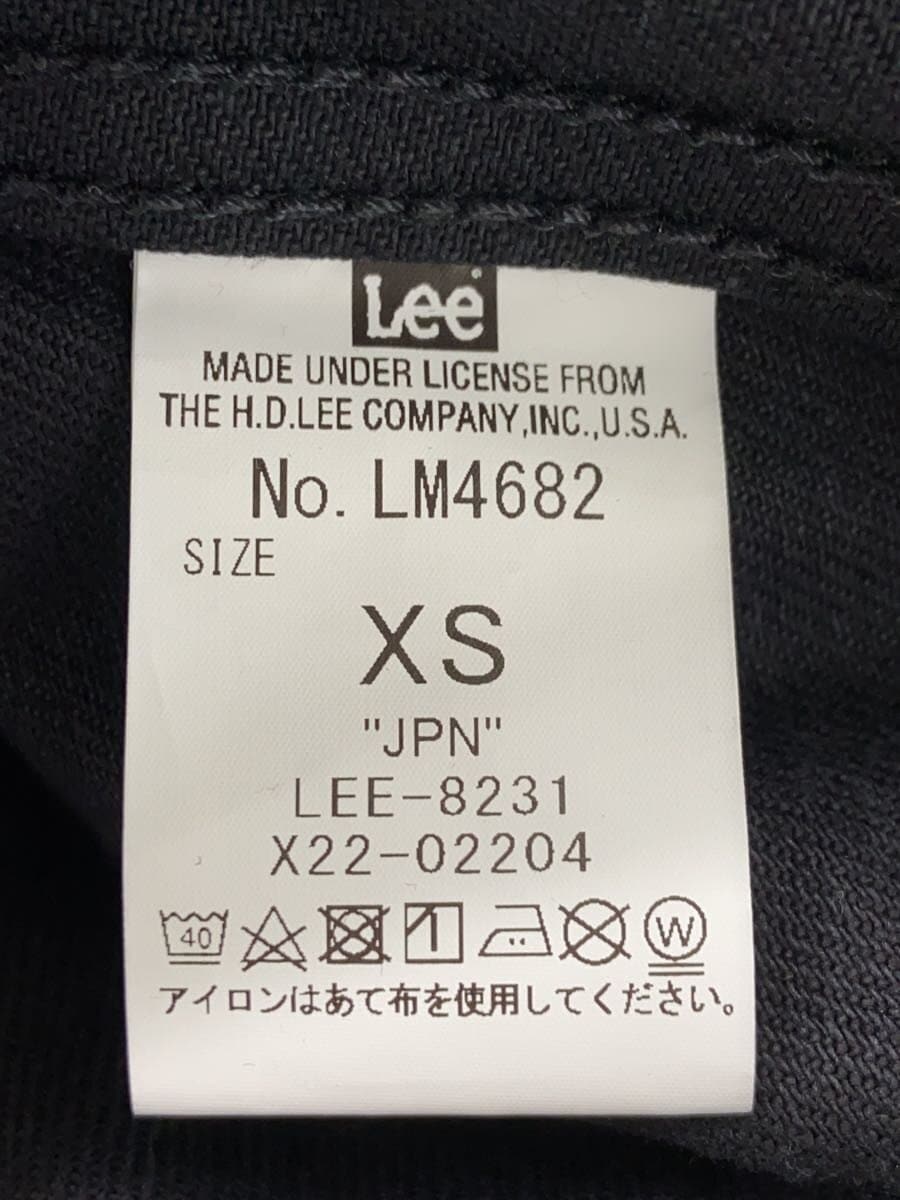 Lee
MADE UNDER LICENSE FROM
THE H.D.LEE COMPANY,INC.,U.S.A.
No. LM4682
SIZE
XS
"JPN"
LEE-8231
X22-02204
40 W
アイロンはあて布を使用してください。